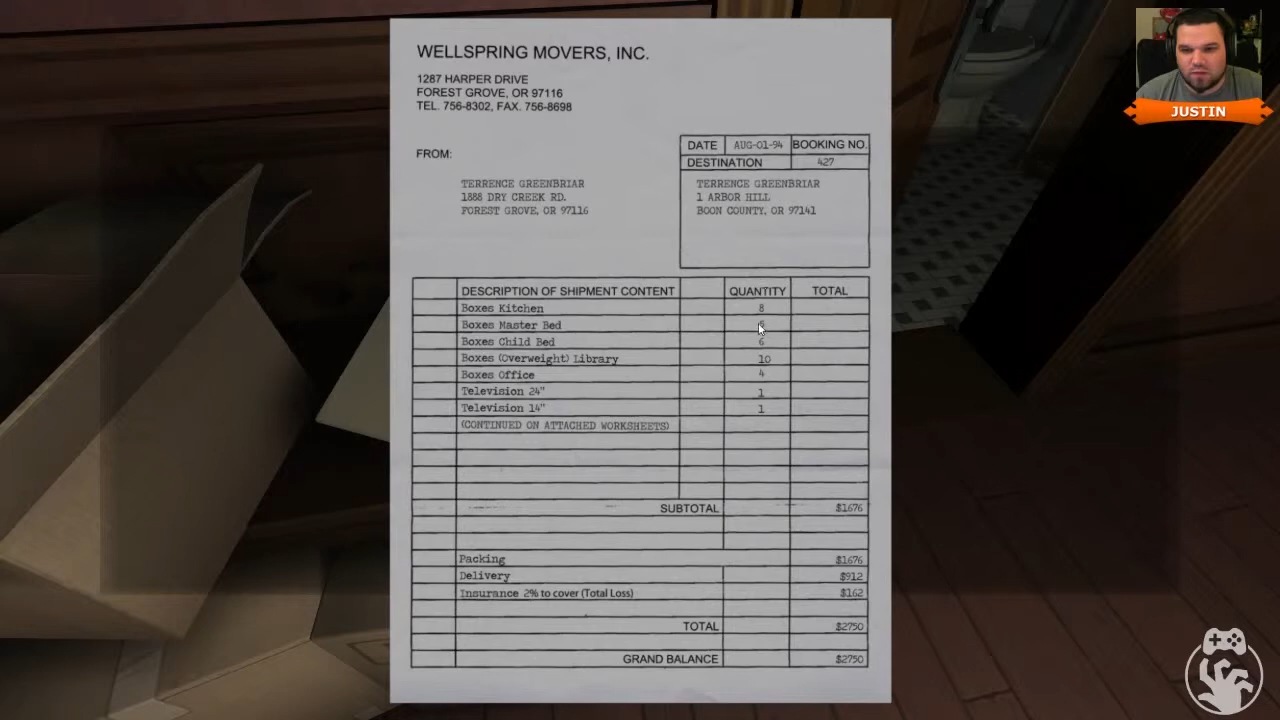 WELLSPRING MOVERS, INC.
1287 HARPER DRIVE
FOREST GROVE, OR 97116
TEL. 756-8302, FAX. 756-8698
JUSTIN
DATE AUG-01-94 BOOKING NO.
DESTINATION 427
FROM:
TERRENCE GREENBRIAR
1888 DRY CREEK RD.
FOREST GROVE, OR 97116
TERRENCE GREENBRIAR
1 ARBOR HILL
BOON COUNTY, OR 97141
DESCRIPTION OF SHIPMENT CONTENT QUANTITY TOTAL
Boxes Kitchen 8
Boxes Master Bed
Boxes Child Bed 6
Boxes (Overweight) Library 10
Boxes Office 4
Television 24" 1
Television 14" 1
(CONTINUED ON ATTACHED WORKSHEETS)
SUBTOTAL $1676
Packing $1676
Delivery $912
Insurance 2% to cover (Total Loss) $162
TOTAL $2750
GRAND BALANCE $2750